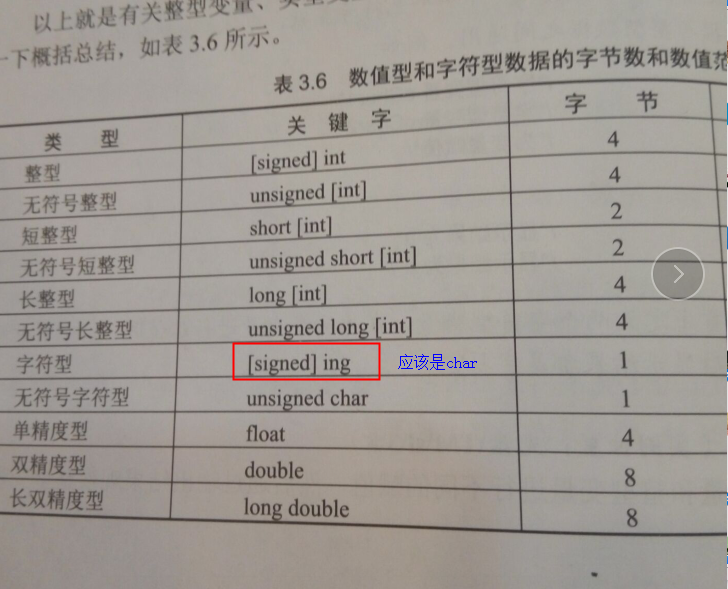 以上就是有关整型变量、实型变
一下概括总结，如表 3.6 所示。
表 3.6 数值型和字符型数据的字节数和数值范
类 型 关 键 字 字 节
整型 [signed] int 4
无符号整型 unsigned [int] 4
短整型 short [int] 2
无符号短整型 unsigned short [int] 2
长整型 long [int] 4
无符号长整型 unsigned long [int] 4
字符型 [signed] ing 应该是char 1
无符号字符型 unsigned char 1
单精度型 float 4
双精度型 double 8
长双精度型 long double 8